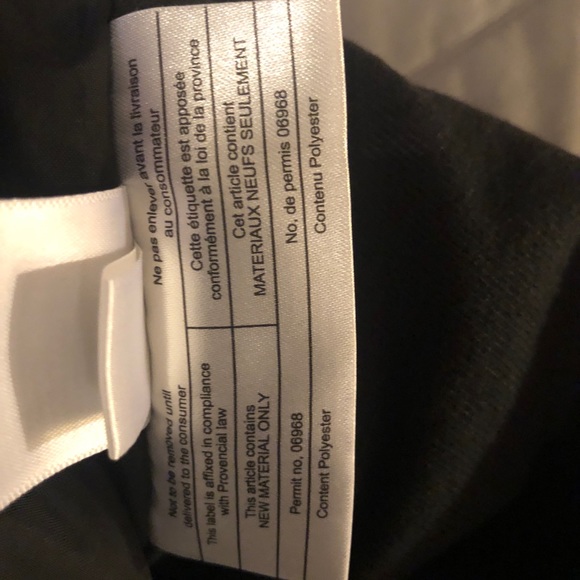 Not to be removed until
delivered to the consumer
This label is affixed in compliance
with Provencial law
This article contains
NEW MATERIAL ONLY
Permit no, 06968
Content Polyester
Ne pas enlever avant la livraison
au consommateur
Cette étiquette est apposée
conformément à la loi de la province
Cet article contient
MATERIAUX NEUFS SEULEMENT
No. de permis 06968
Contenu Polyester